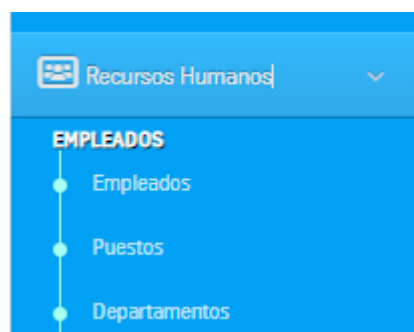 Recursos Humanos
EMPLEADOS
Empleados
Puestos
Departamentos